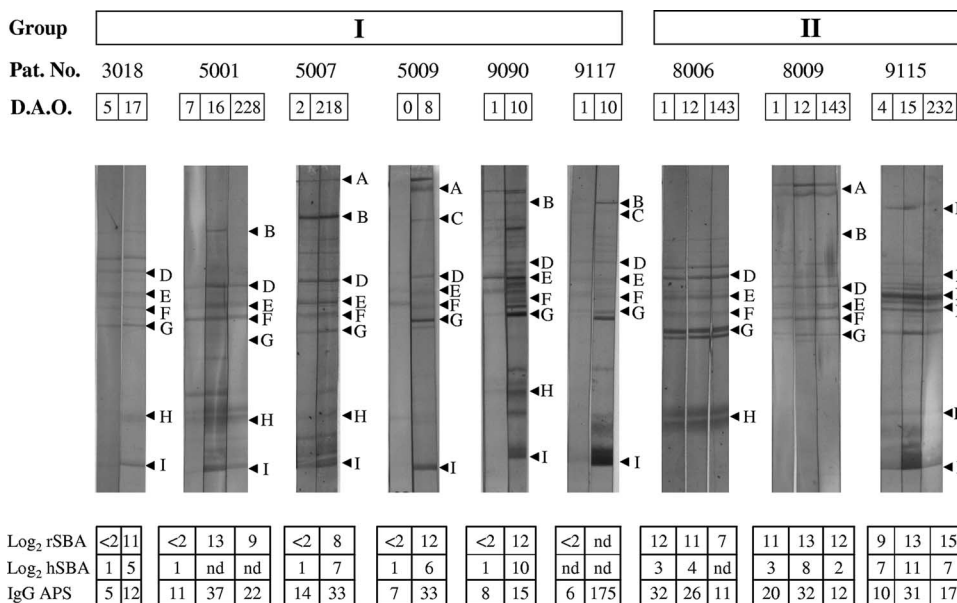 Group I II
Pat. No. 3018 5001 5007 5009 9090 9117 8006 8009 9115
D.A.O. 5 17 7 16 228 2 218 0 8 1 10 1 10 1 12 143 1 12 143 4 15 232
D E F G H I
B D E F G H I
A B D E F G H I
A C D E F G I
B D E F G H I
B C D E F G I
D E F G H
A B D E F G
Log2 rSBA <2 11 <2 13 9 <2 8 <2 12 <2 12 <2 nd 12 11 7 11 13 12 9 13 15
Log2 hSBA 1 5 1 nd nd 1 7 1 6 1 10 nd nd 3 4 nd 3 8 2 7 11 7
IgG APS 5 12 11 37 22 14 33 7 33 8 15 6 175 32 26 11 20 32 12 10 31 17